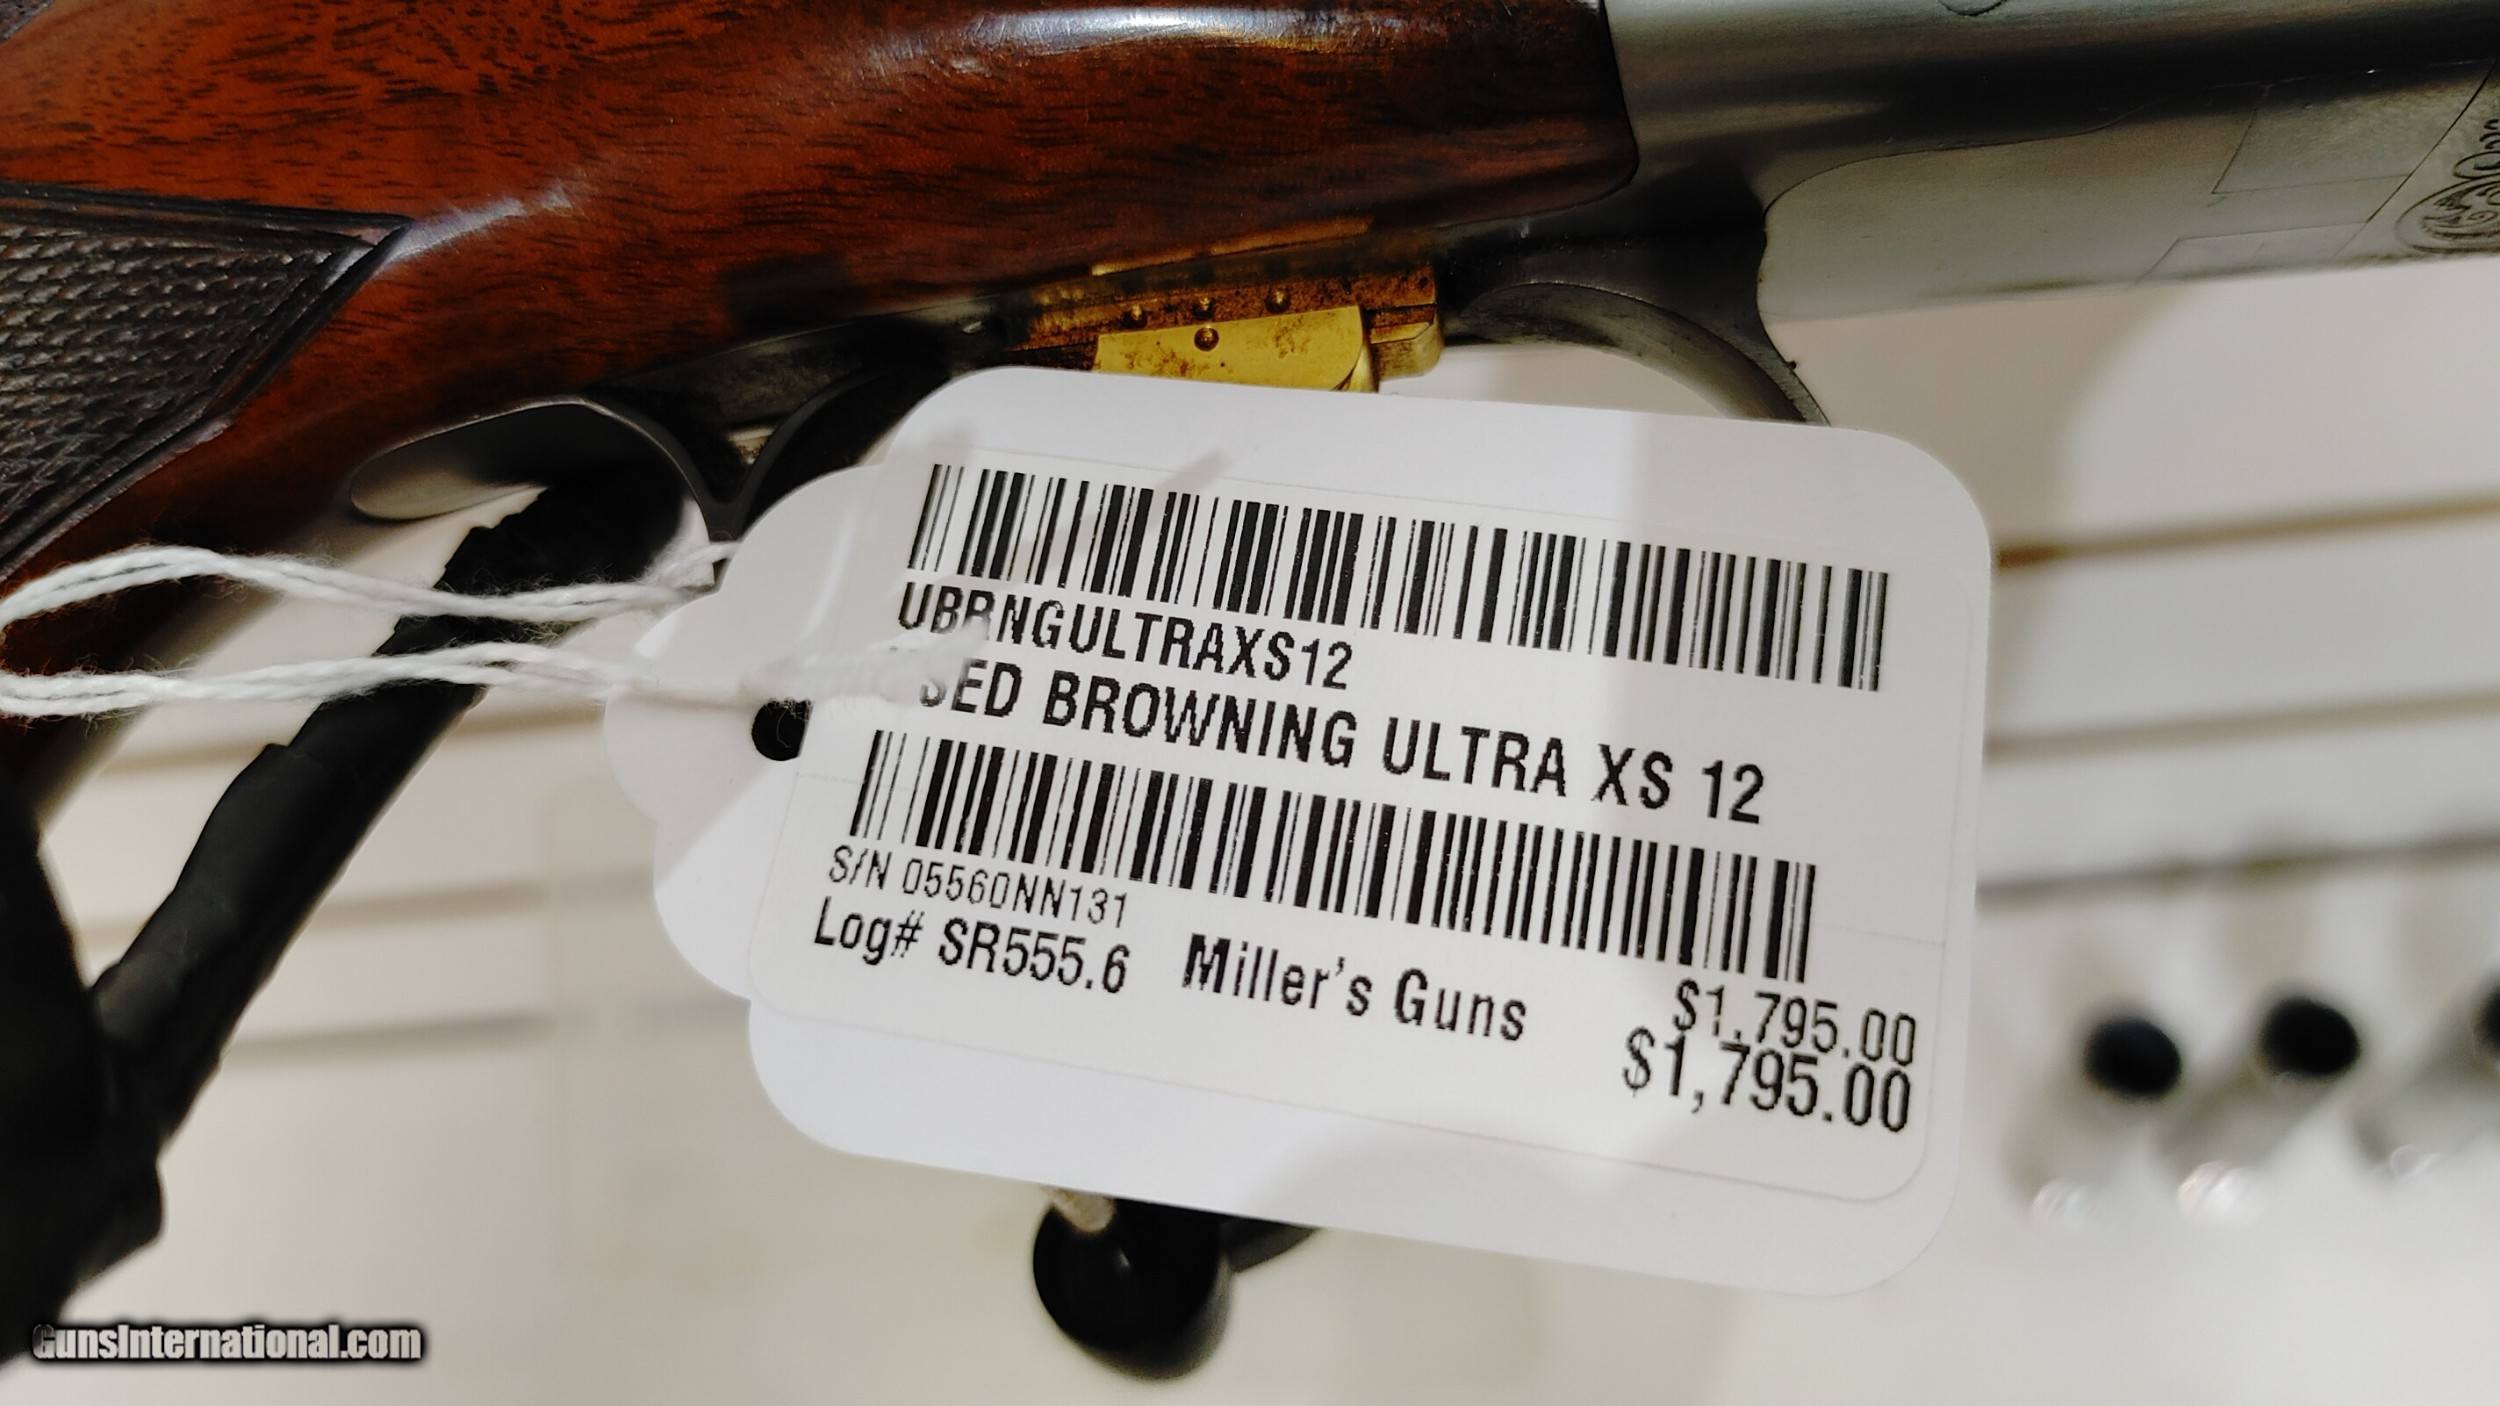 UBRNGULTRAXS12
SED BROWNING ULTRA XS 12
S/N 05560NN131
Log# SR555.6 Miller's Guns
$1,795.00
$1,795.00
GunsInternational.com